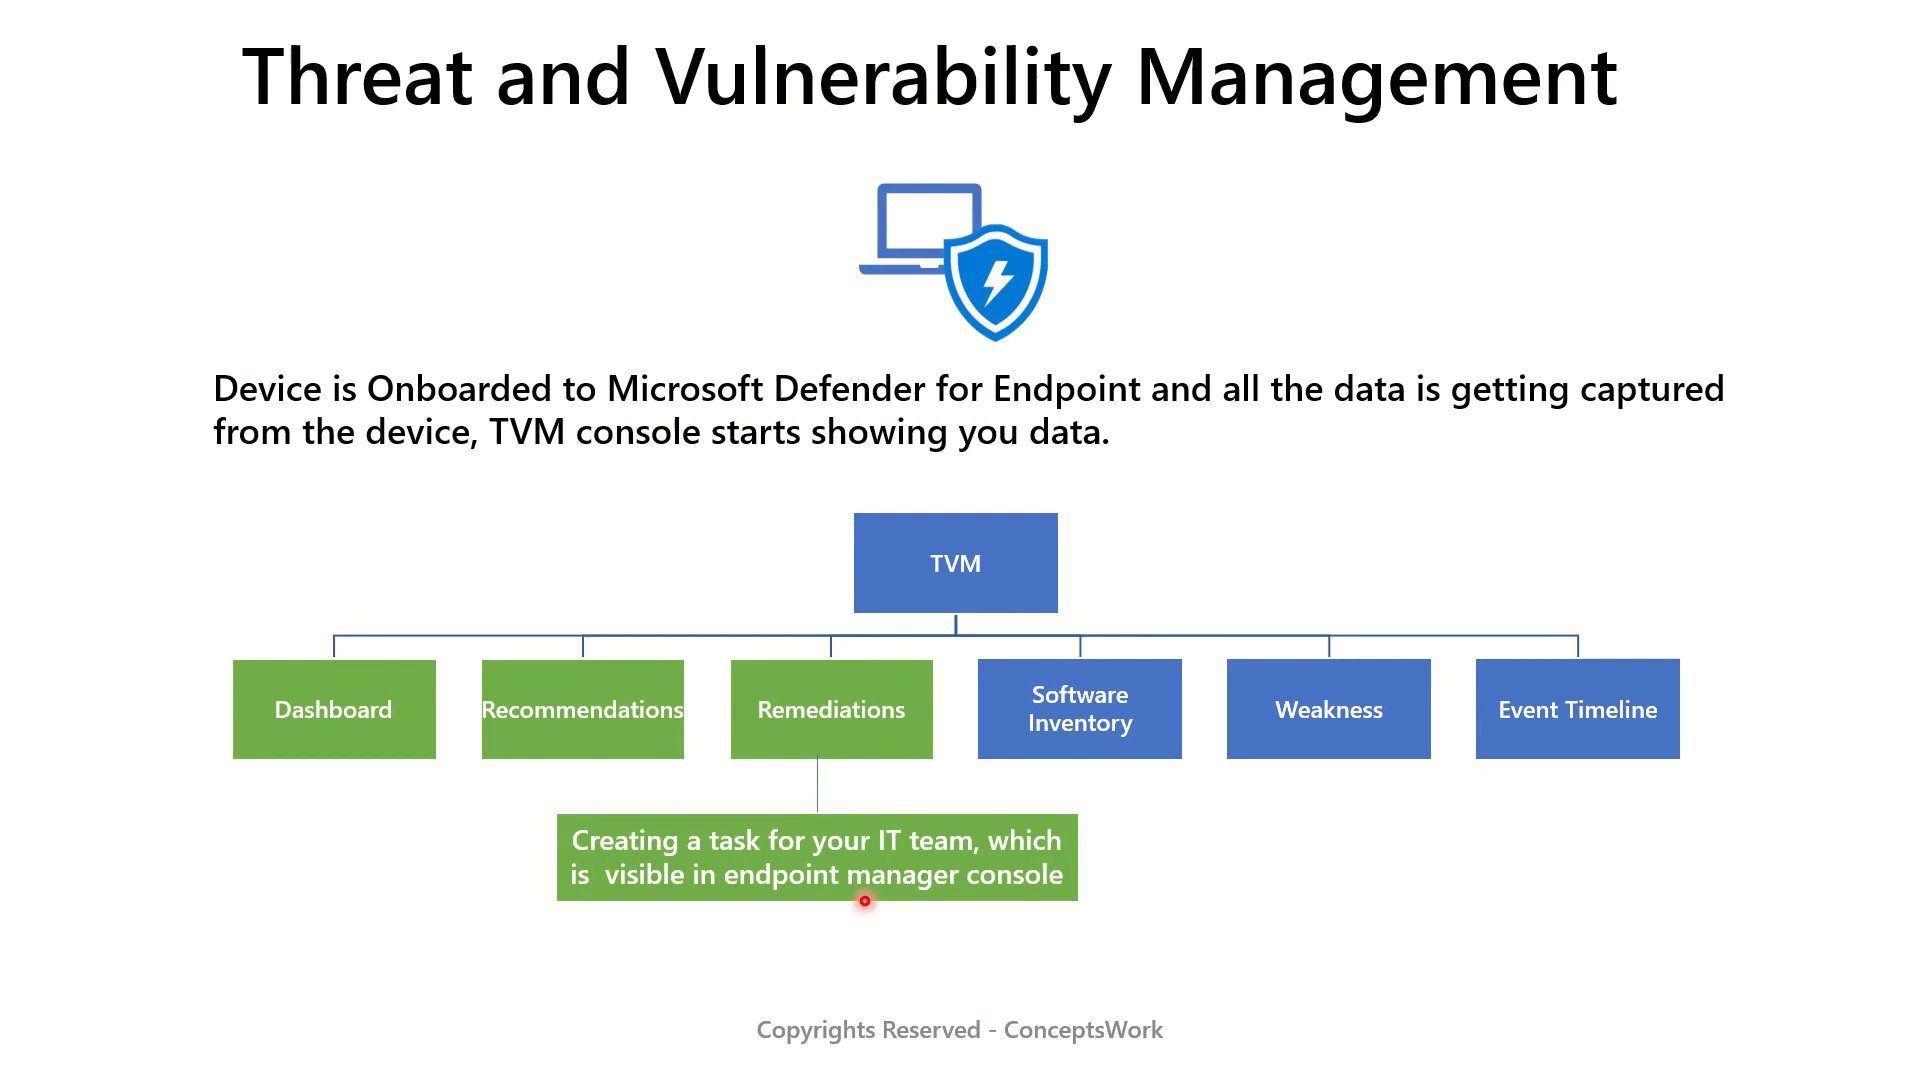 Threat and Vulnerability Management
Device is Onboarded to Microsoft Defender for Endpoint and all the data is getting captured
from the device, TVM console starts showing you data.
TVM
Dashboard
Recommendations
Remediations
Software
Inventory
Weakness
Event Timeline
Creating a task for your IT team, which
is  visible in endpoint manager console
Copyrights Reserved - ConceptsWork